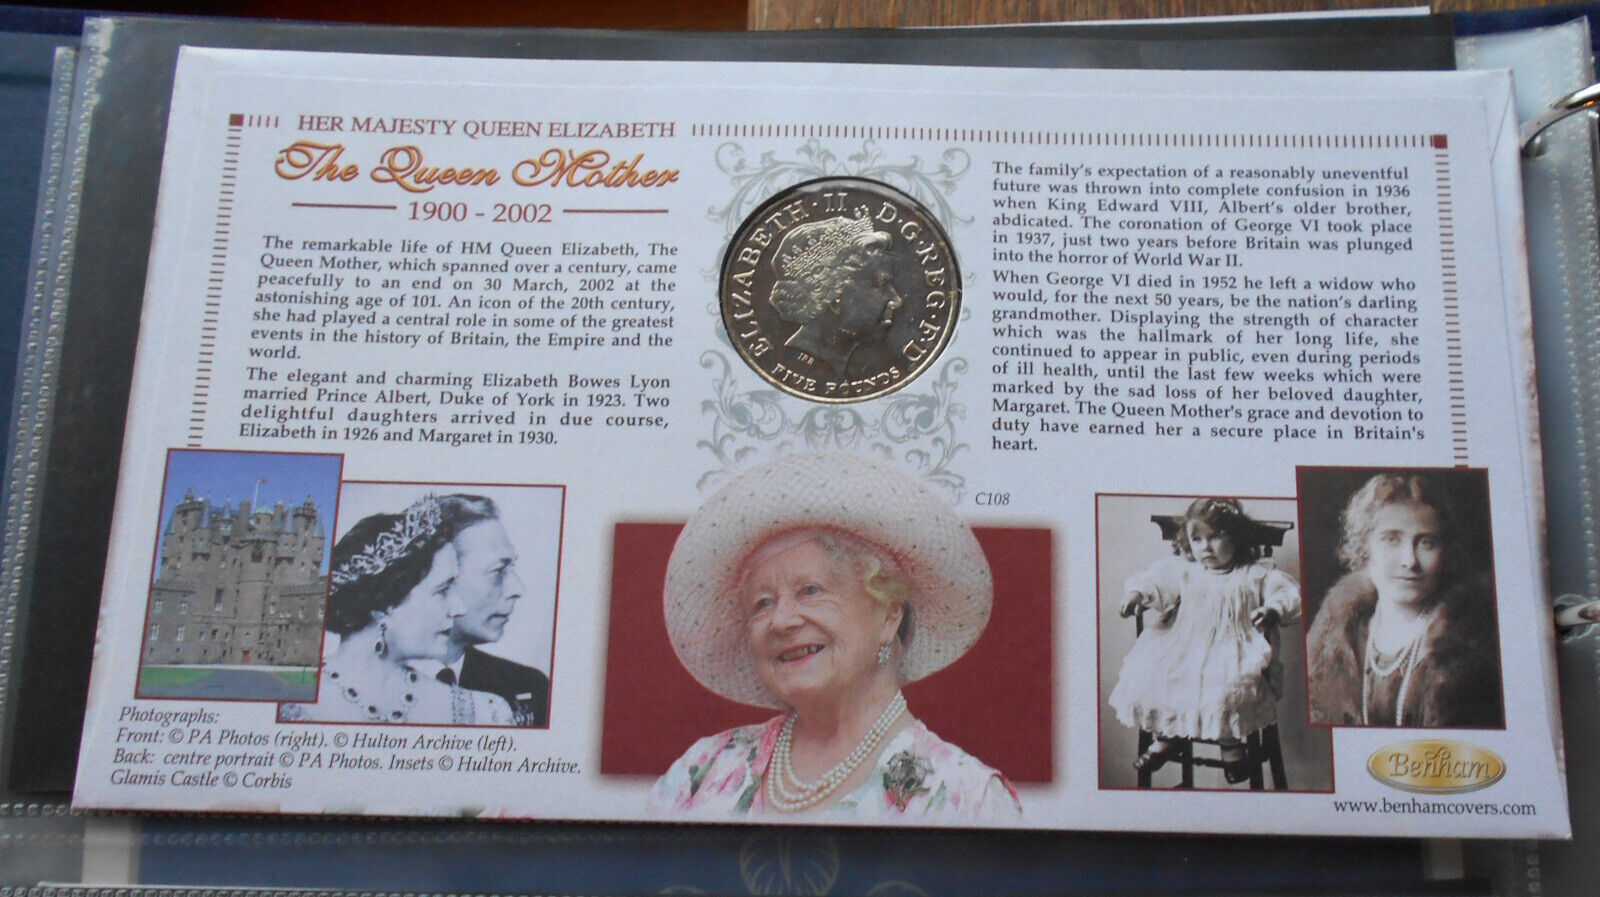 HER MAJESTY QUEEN ELIZABETH
The Queen Mother
1900 - 2002
The remarkable life of HM Queen Elizabeth, The
Queen Mother, which spanned over a century, came
peacefully to an end on 30 March, 2002 at the
astonishing age of 101. An icon of the 20th century,
she had played a central role in some of the greatest
events in the history of Britain, the Empire and the
world.
The elegant and charming Elizabeth Bowes Lyon
married Prince Albert, Duke of York in 1923. Two
delightful daughters arrived in due course,
Elizabeth in 1926 and Margaret in 1930.
ELIZABETH·II·D·G·REG·F·D
IRB
FIVE POUNDS
The family's expectation of a reasonably uneventful
future was thrown into complete confusion in 1936
when King Edward VIII, Albert's older brother,
abdicated. The coronation of George VI took place
in 1937, just two years before Britain was plunged
into the horror of World War II.
When George VI died in 1952 he left a widow who
would, for the next 50 years, be the nation's darling
grandmother. Displaying the strength of character
which was the hallmark of her long life, she
continued to appear in public, even during periods
of ill health, until the last few weeks which were
marked by the sad loss of her beloved daughter,
Margaret. The Queen Mother's grace and devotion to
duty have earned her a secure place in Britain's
heart.
C108
Photographs:
Front: © PA Photos (right). © Hulton Archive (left).
Back: centre portrait © PA Photos. Insets © Hulton Archive.
Glamis Castle © Corbis
Benham
www.benhamcovers.com